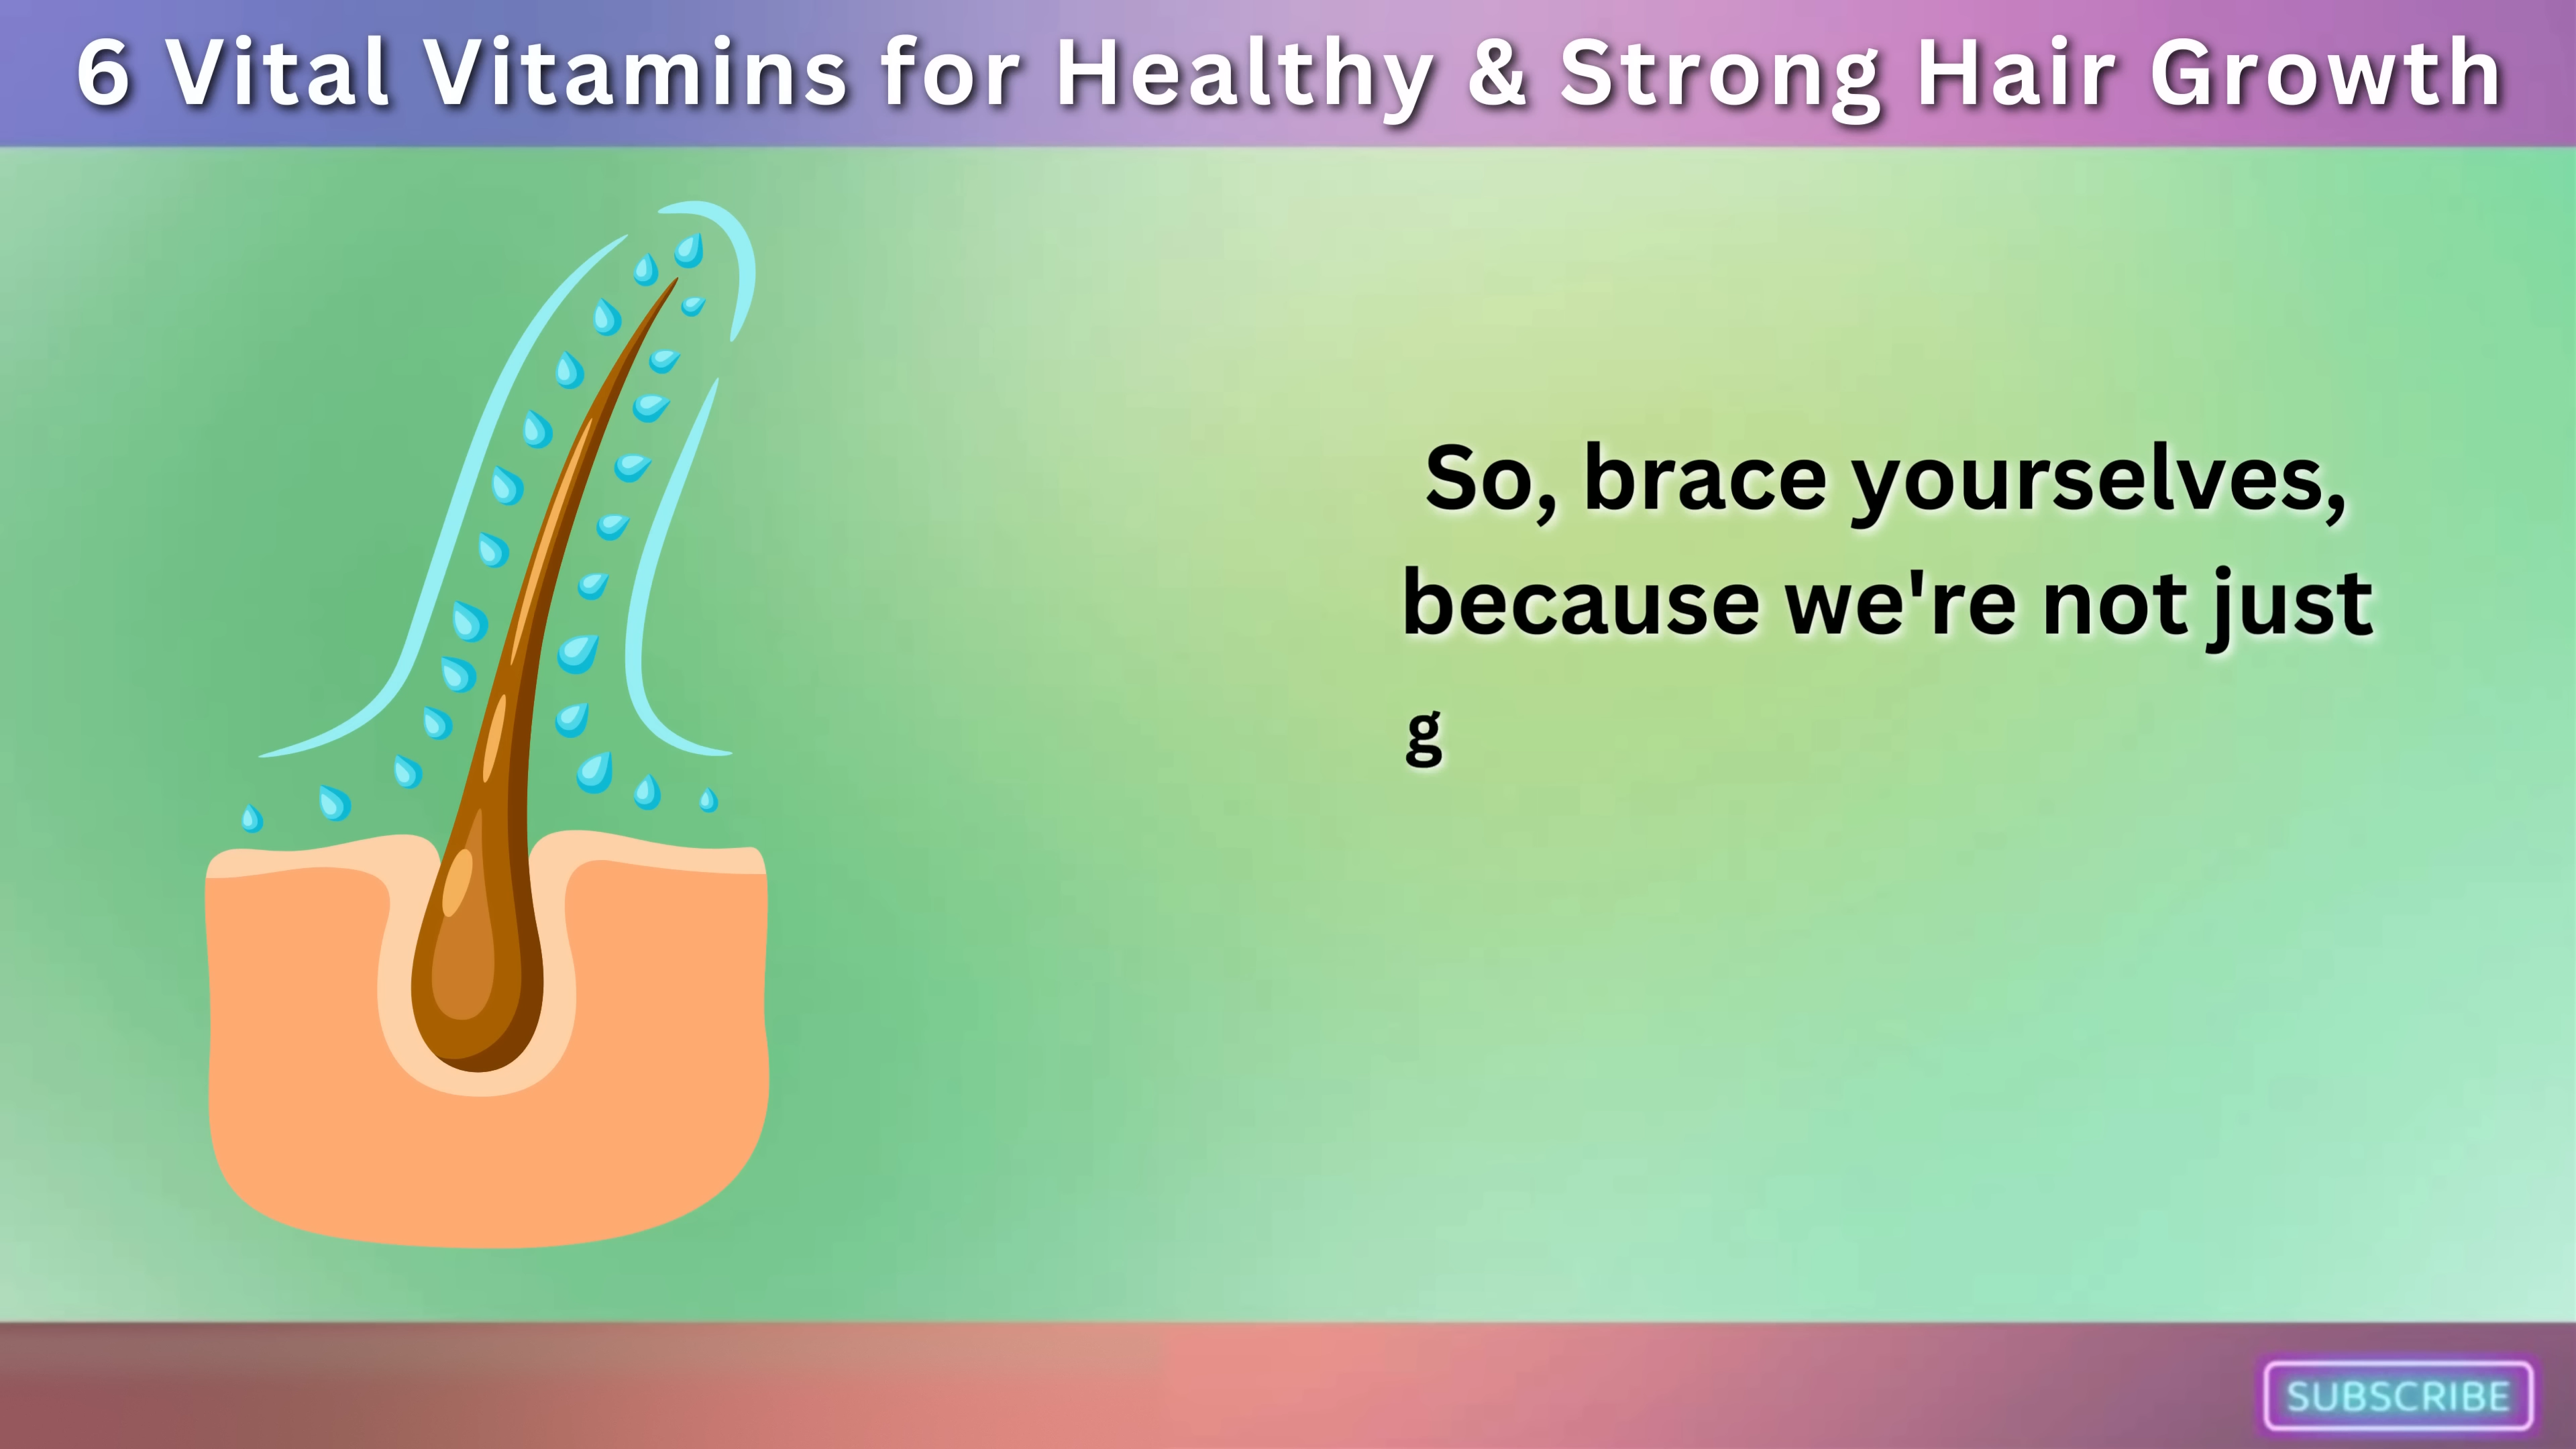 6 Vital Vitamins for Healthy & Strong Hair Growth
So, brace yourselves,
because we're not just
g
SUBSCRIBE